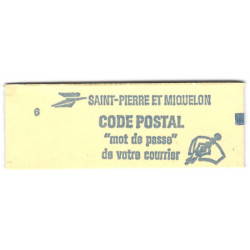 SAINT-PIERRE ET MIQUELON
6
CODE POSTAL
"mot de passe"
de votre courrier